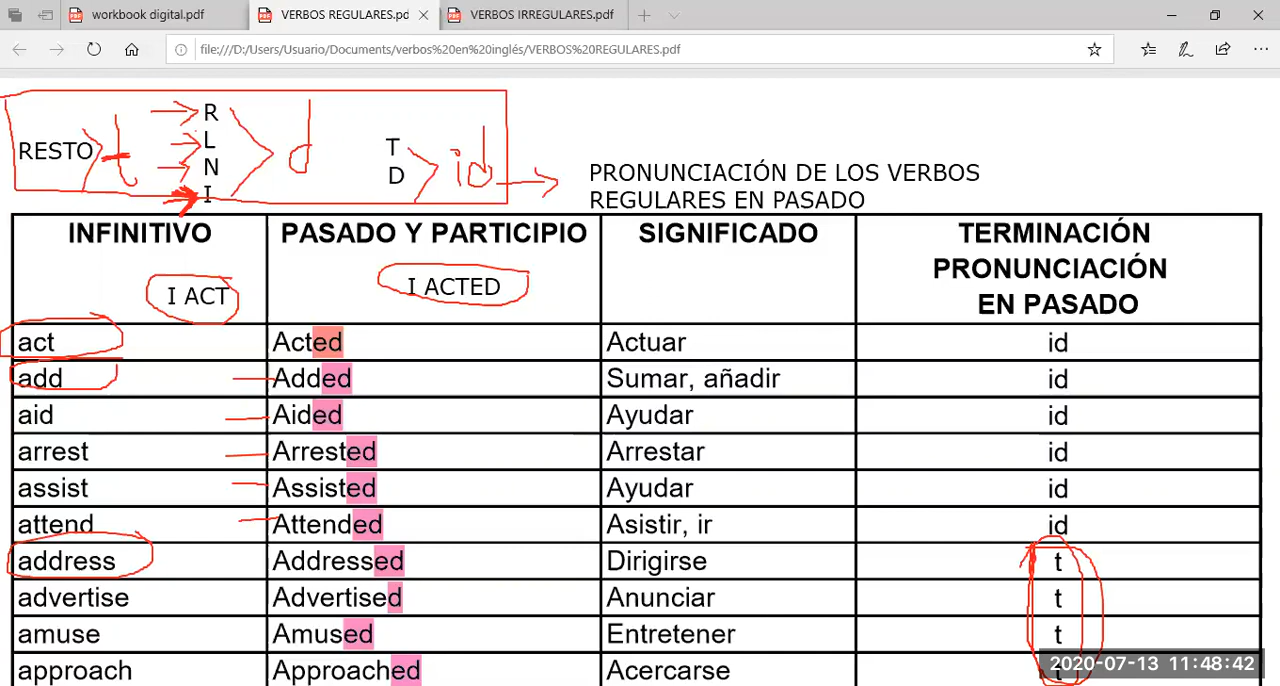 workbook digital.pdf
VERBOS REGULARES.pd
VERBOS IRREGULARES.pdf
file:///D:/Users/Usuario/Documents/verbos%20en%20inglés/VERBOS%20REGULARES.pdf
RESTO t
R
L
N
I
d
T
D
id
PRONUNCIACIÓN DE LOS VERBOS
REGULARES EN PASADO
INFINITIVO PASADO Y PARTICIPIO SIGNIFICADO TERMINACIÓN
PRONUNCIACIÓN
EN PASADO
I ACT I ACTED
act Acted Actuar id
add Added Sumar, añadir id
aid Aided Ayudar id
arrest Arrested Arrestar id
assist Assisted Ayudar id
attend Attended Asistir, ir id
address Addressed Dirigirse t
advertise Advertised Anunciar t
amuse Amused Entretener t
approach Approached Acercarse t
2020-07-13 11:48:42